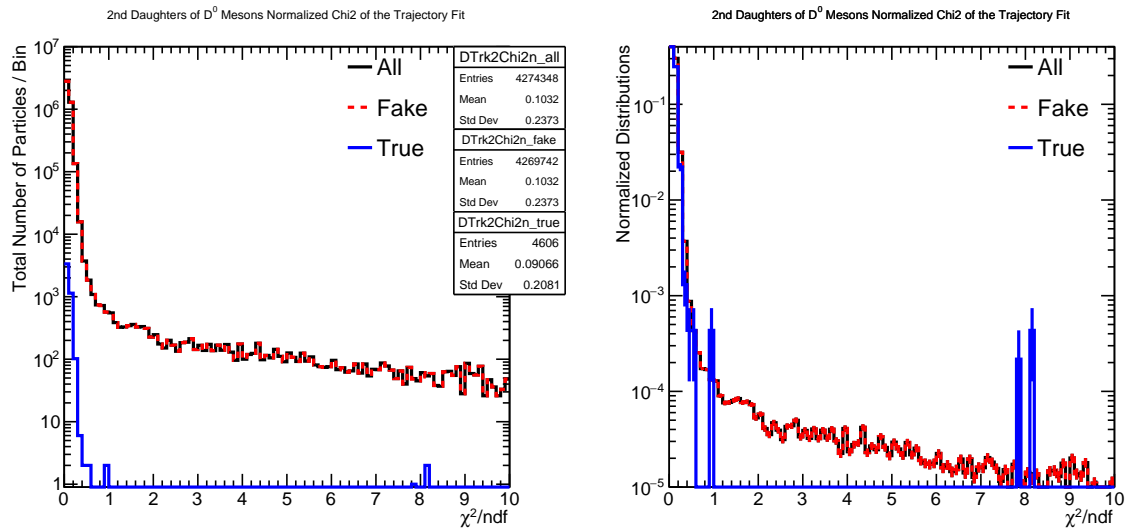 2nd Daughters of D⁰ Mesons Normalized Chi2 of the Trajectory Fit
Total Number of Particles / Bin
10⁷
10⁶
10⁵
10⁴
10³
10²
10
1
All
Fake
True
DTrk2Chi2n_all
Entries 4274348
Mean 0.1032
Std Dev 0.2373
DTrk2Chi2n_fake
Entries 4269742
Mean 0.1032
Std Dev 0.2373
DTrk2Chi2n_true
Entries 4606
Mean 0.09066
Std Dev 0.2081
0 1 2 3 4 5 6 7 8 9 10
χ²/ndf
2nd Daughters of D⁰ Mesons Normalized Chi2 of the Trajectory Fit
Normalized Distributions
10⁻¹
10⁻²
10⁻³
10⁻⁴
10⁻⁵
All
Fake
True
0 1 2 3 4 5 6 7 8 9 10
χ²/ndf